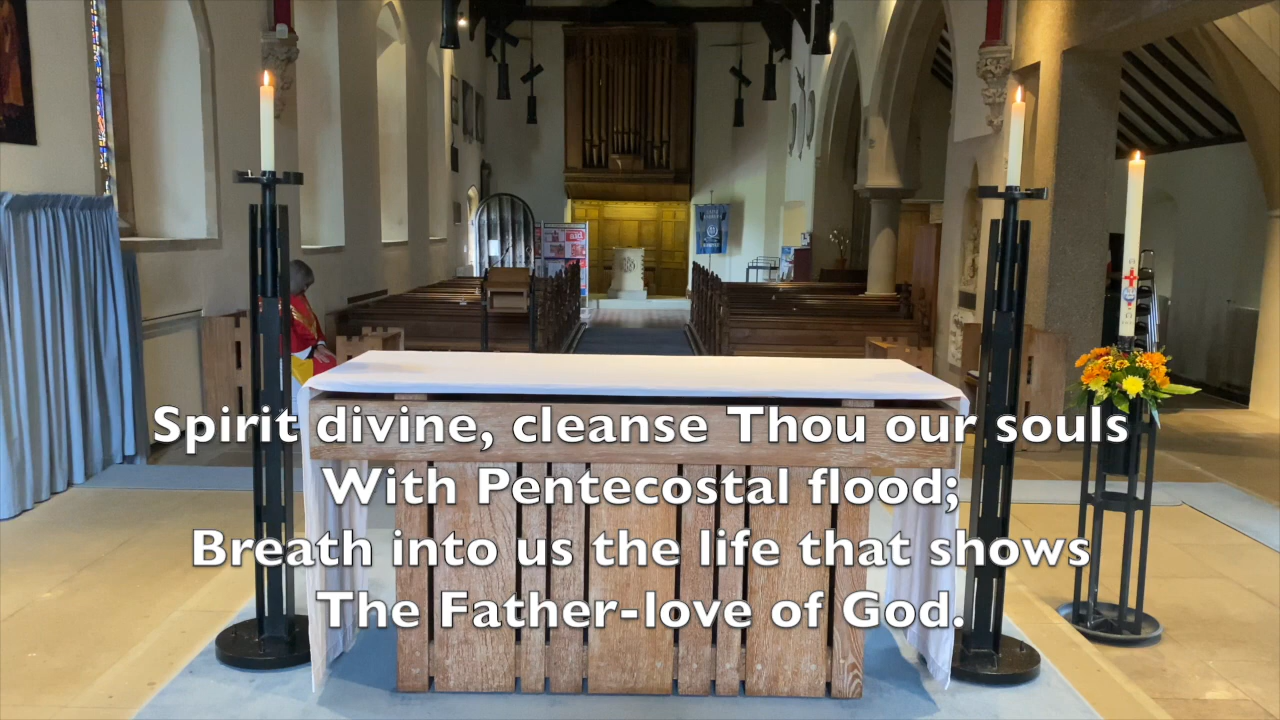 Spirit divine, cleanse Thou our souls
With Pentecostal flood;
Breath into us the life that shows
The Father-love of God.